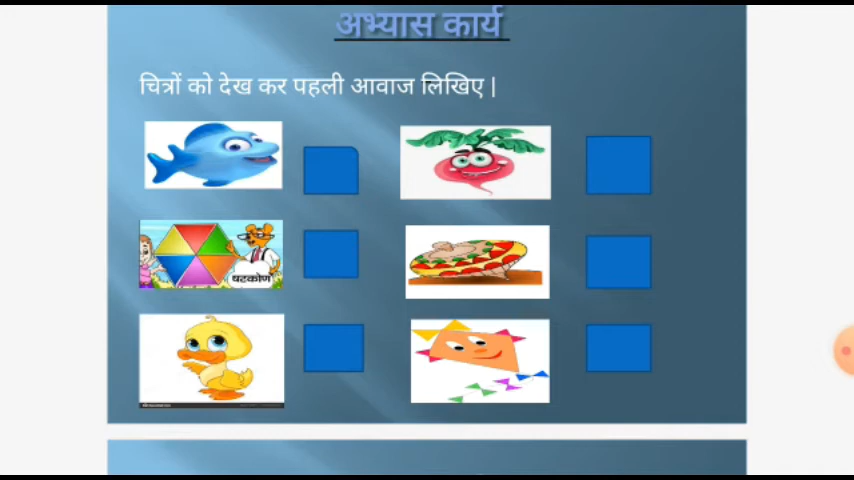 अभ्यास कार्य
चित्रों को देख कर पहली आवाज लिखिए |
षटकोण